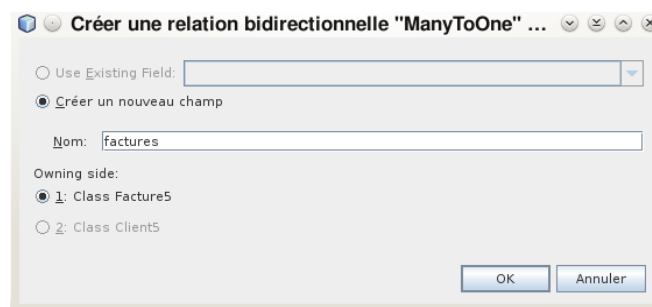 Créer une relation bidirectionnelle "ManyToOne" ...
Use Existing Field:
Créer un nouveau champ
Nom: factures
Owning side:
1: Class Facture5
2: Class Client5
OK Annuler